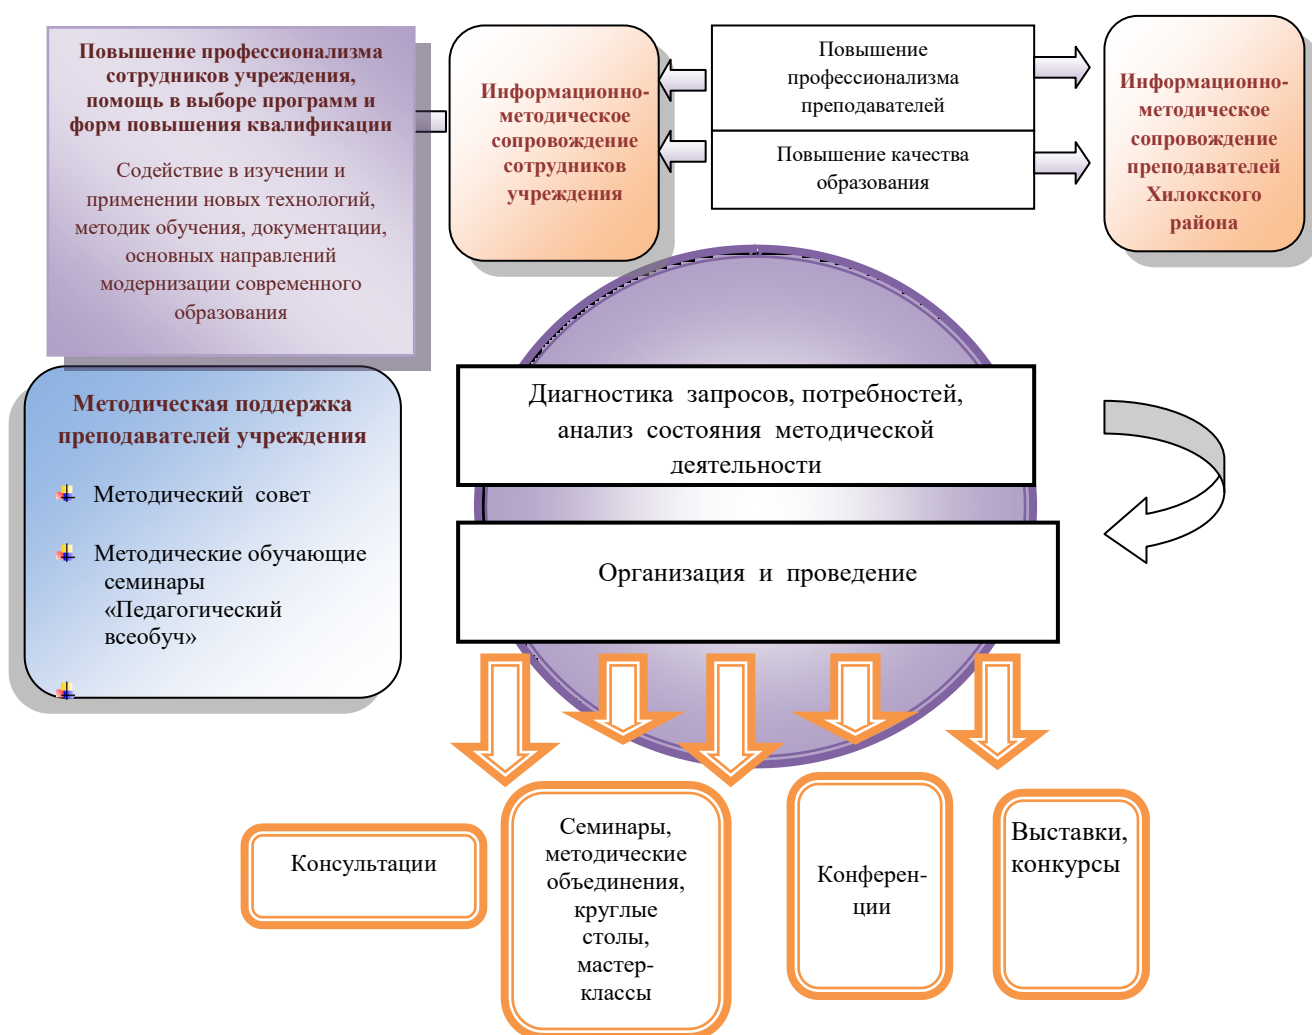 Повышение профессионализма
сотрудников учреждения,
помощь в выборе программ и
форм повышения квалификации
Содействие в изучении и
применении новых технологий,
методик обучения, документации,
основных направлений
модернизации современного
образования
Информационно-
методическое
сопровождение
сотрудников
учреждения
Повышение
профессионализма
преподавателей
Повышение качества
образования
Информационно-
методическое
сопровождение
преподавателей
Хилокского
района
Методическая поддержка
преподавателей учреждения
Методический совет
Методические обучающие
семинары
«Педагогический
всеобуч»
Диагностика запросов, потребностей,
анализ состояния методической
деятельности
Организация и проведение
Консультации
Семинары,
методические
объединения,
круглые
столы,
мастер-
классы
Конферен-
ции
Выставки,
конкурсы